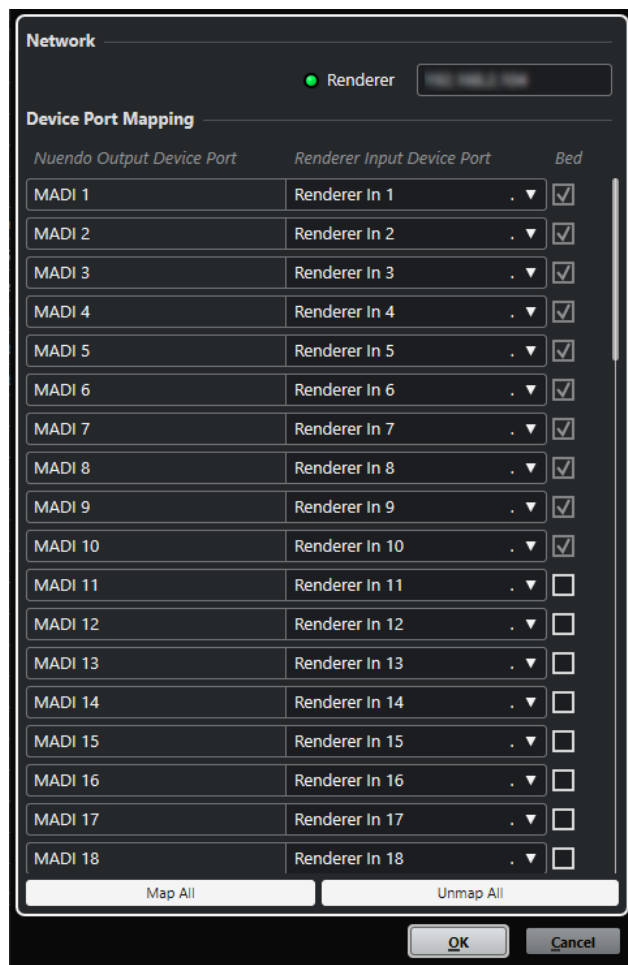 Network
Renderer
Device Port Mapping
Nuendo Output Device Port Renderer Input Device Port Bed
MADI 1 Renderer In 1 .
MADI 2 Renderer In 2 .
MADI 3 Renderer In 3 .
MADI 4 Renderer In 4 .
MADI 5 Renderer In 5 .
MADI 6 Renderer In 6 .
MADI 7 Renderer In 7 .
MADI 8 Renderer In 8 .
MADI 9 Renderer In 9 .
MADI 10 Renderer In 10 .
MADI 11 Renderer In 11 .
MADI 12 Renderer In 12 .
MADI 13 Renderer In 13 .
MADI 14 Renderer In 14 .
MADI 15 Renderer In 15 .
MADI 16 Renderer In 16 .
MADI 17 Renderer In 17 .
MADI 18 Renderer In 18 .
Map All Unmap All
OK Cancel